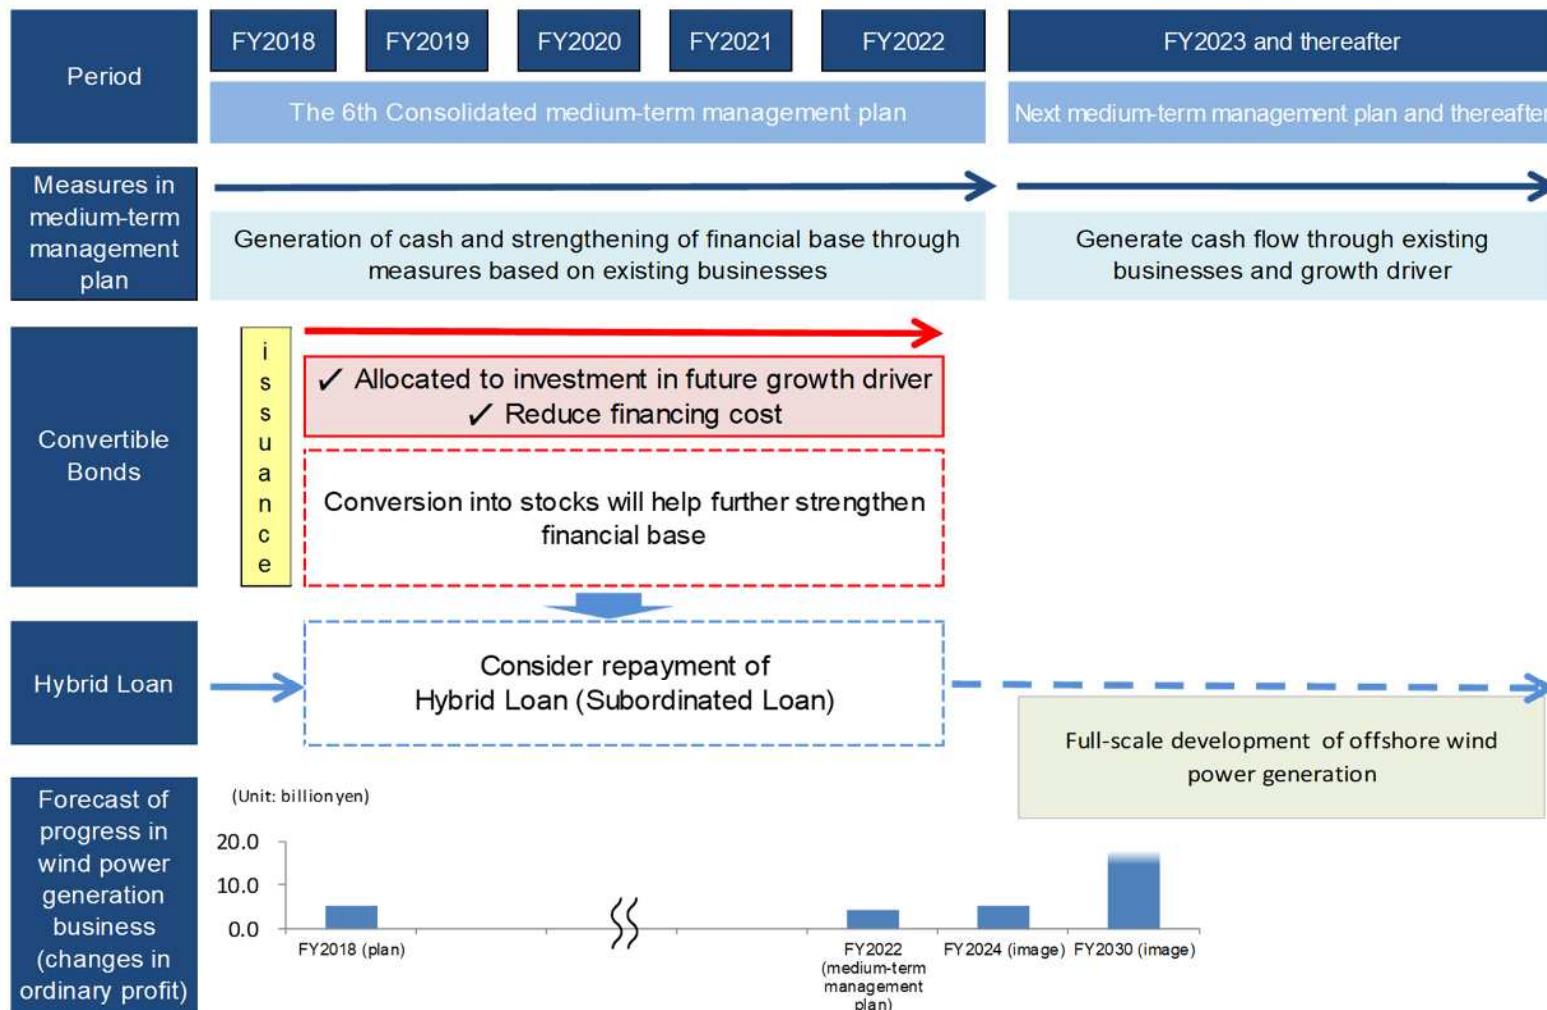 Period
FY2018
FY2019
FY2020
FY2021
FY2022
FY2023 and thereafter
The 6th Consolidated medium-term management plan
Next medium-term management plan and thereafter
Measures in
medium-term
management
plan
Generation of cash and strengthening of financial base through
measures based on existing businesses
Generate cash flow through existing
businesses and growth driver
Convertible
Bonds
issuance
✓ Allocated to investment in future growth driver
✓ Reduce financing cost
Conversion into stocks will help further strengthen
financial base
Hybrid Loan
Consider repayment of
Hybrid Loan (Subordinated Loan)
Full-scale development of offshore wind
power generation
Forecast of
progress in
wind power
generation
business
(changes in
ordinary profit)
(Unit: billion yen)
20.0
10.0
0.0
FY2018 (plan)
FY2022
(medium-term
management
plan)
FY2024 (image)
FY2030 (image)